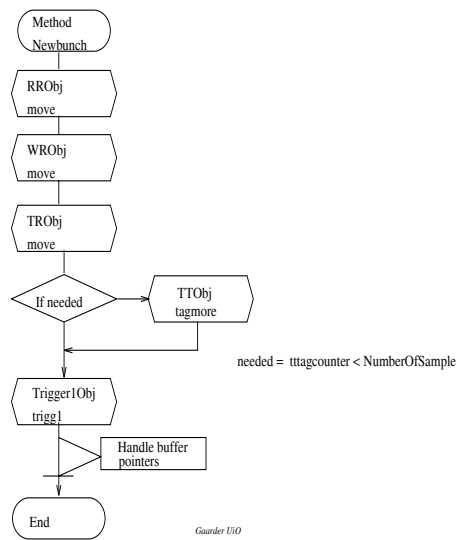 Method
Newbunch
RRObj
move
WRObj
move
TRObj
move
If needed
TTObj
tagmore
needed = tttagcounter < NumberOfSample
Trigger1Obj
trigg1
Handle buffer
pointers
End
Gaarder UiO